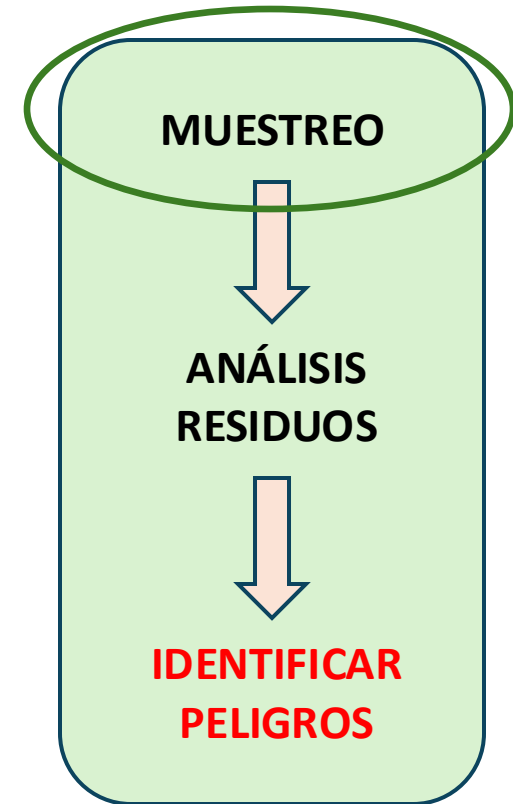 MUESTREO
ANÁLISIS
RESIDUOS
IDENTIFICAR
PELIGROS